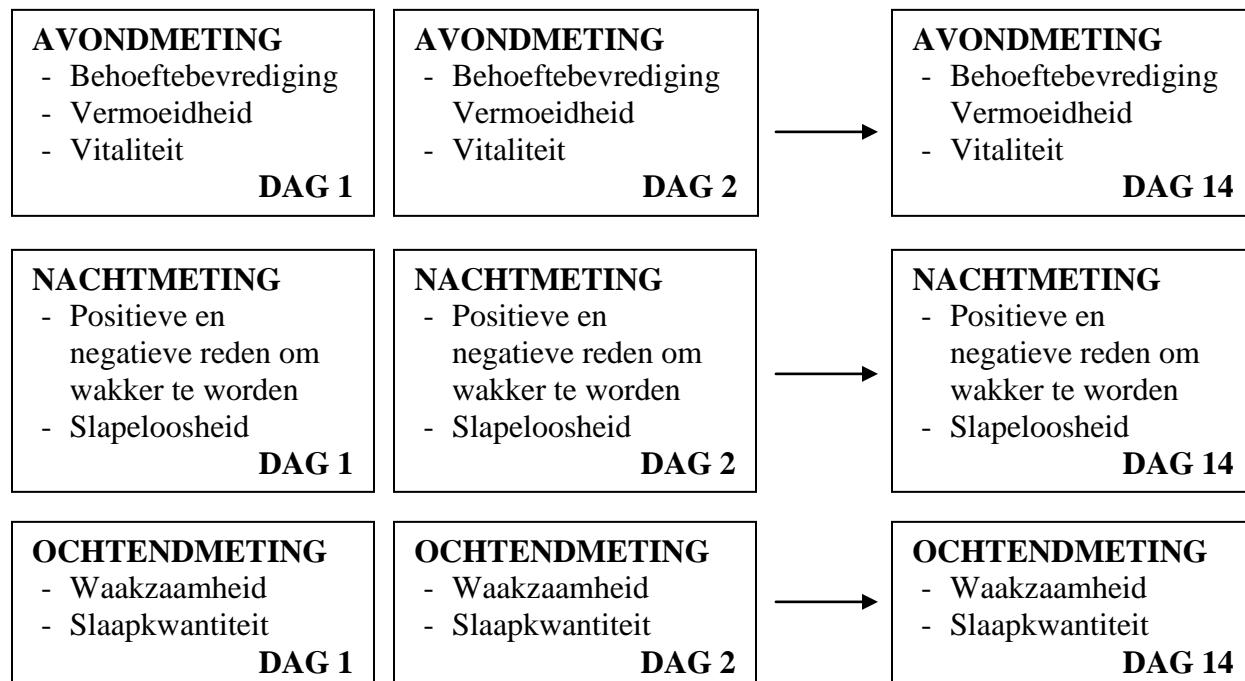 AVONDMETING
- Behoeftebevrediging
- Vermoeidheid
- Vitaliteit
DAG 1
AVONDMETING
- Behoeftebevrediging
Vermoeidheid
- Vitaliteit
DAG 2
AVONDMETING
- Behoeftebevrediging
Vermoeidheid
- Vitaliteit
DAG 14
NACHTMETING
- Positieve en
negatieve reden om
wakker te worden
- Slapeloosheid
DAG 1
NACHTMETING
- Positieve en
negatieve reden om
wakker te worden
- Slapeloosheid
DAG 2
NACHTMETING
- Positieve en
negatieve reden om
wakker te worden
- Slapeloosheid
DAG 14
OCHTENDMETING
- Waakzaamheid
- Slaapkwantiteit
DAG 1
OCHTENDMETING
- Waakzaamheid
- Slaapkwantiteit
DAG 2
OCHTENDMETING
- Waakzaamheid
- Slaapkwantiteit
DAG 14